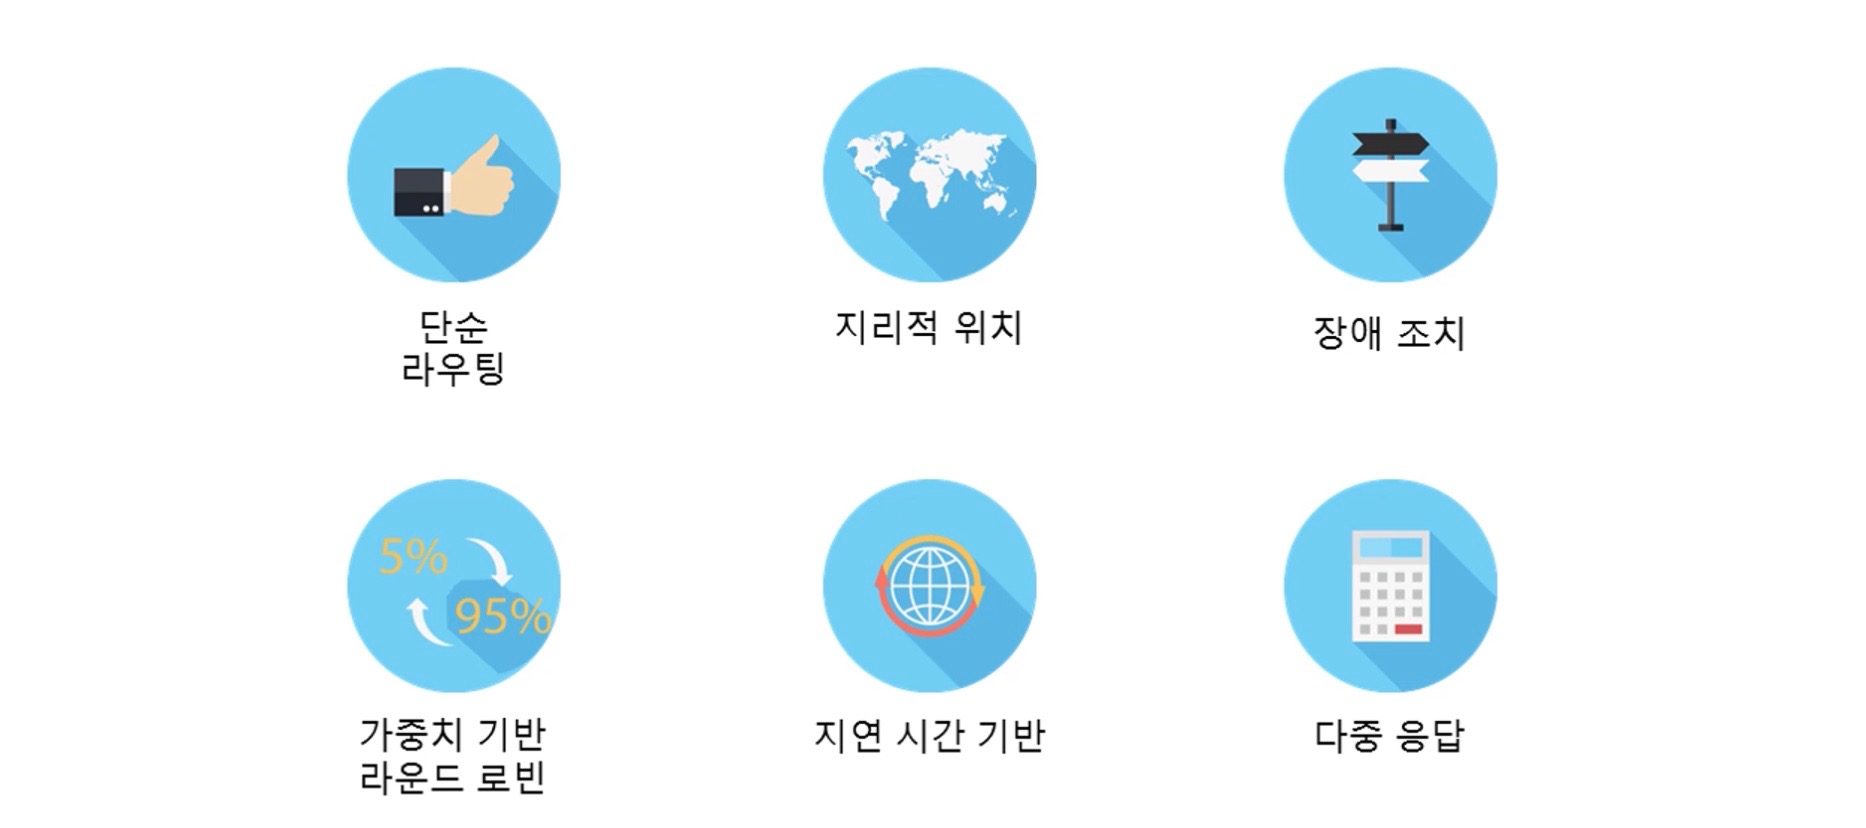 단순
라우팅
지리적 위치
장애 조치
5%
95%
가중치 기반
라운드 로빈
지연 시간 기반
다중 응답